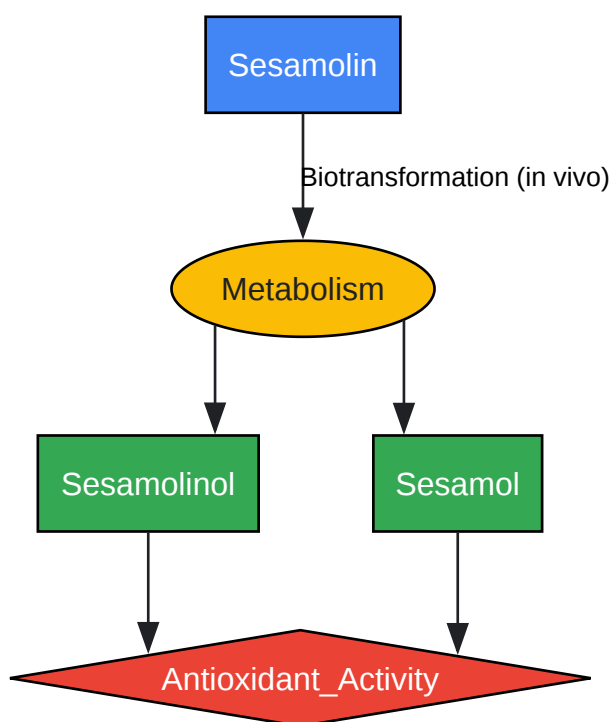 Sesamolin
Biotransformation (in vivo)
Metabolism
Sesamolinol
Sesamol
Antioxidant_Activity